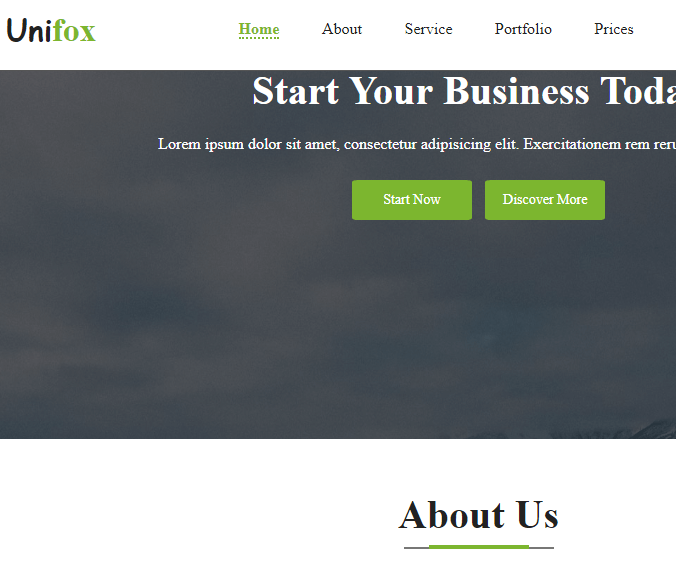 Unifox Home About Service Portfolio Prices
Start Your Business Toda
Lorem ipsum dolor sit amet, consectetur adipisicing elit. Exercitationem rem reru
Start Now Discover More
About Us